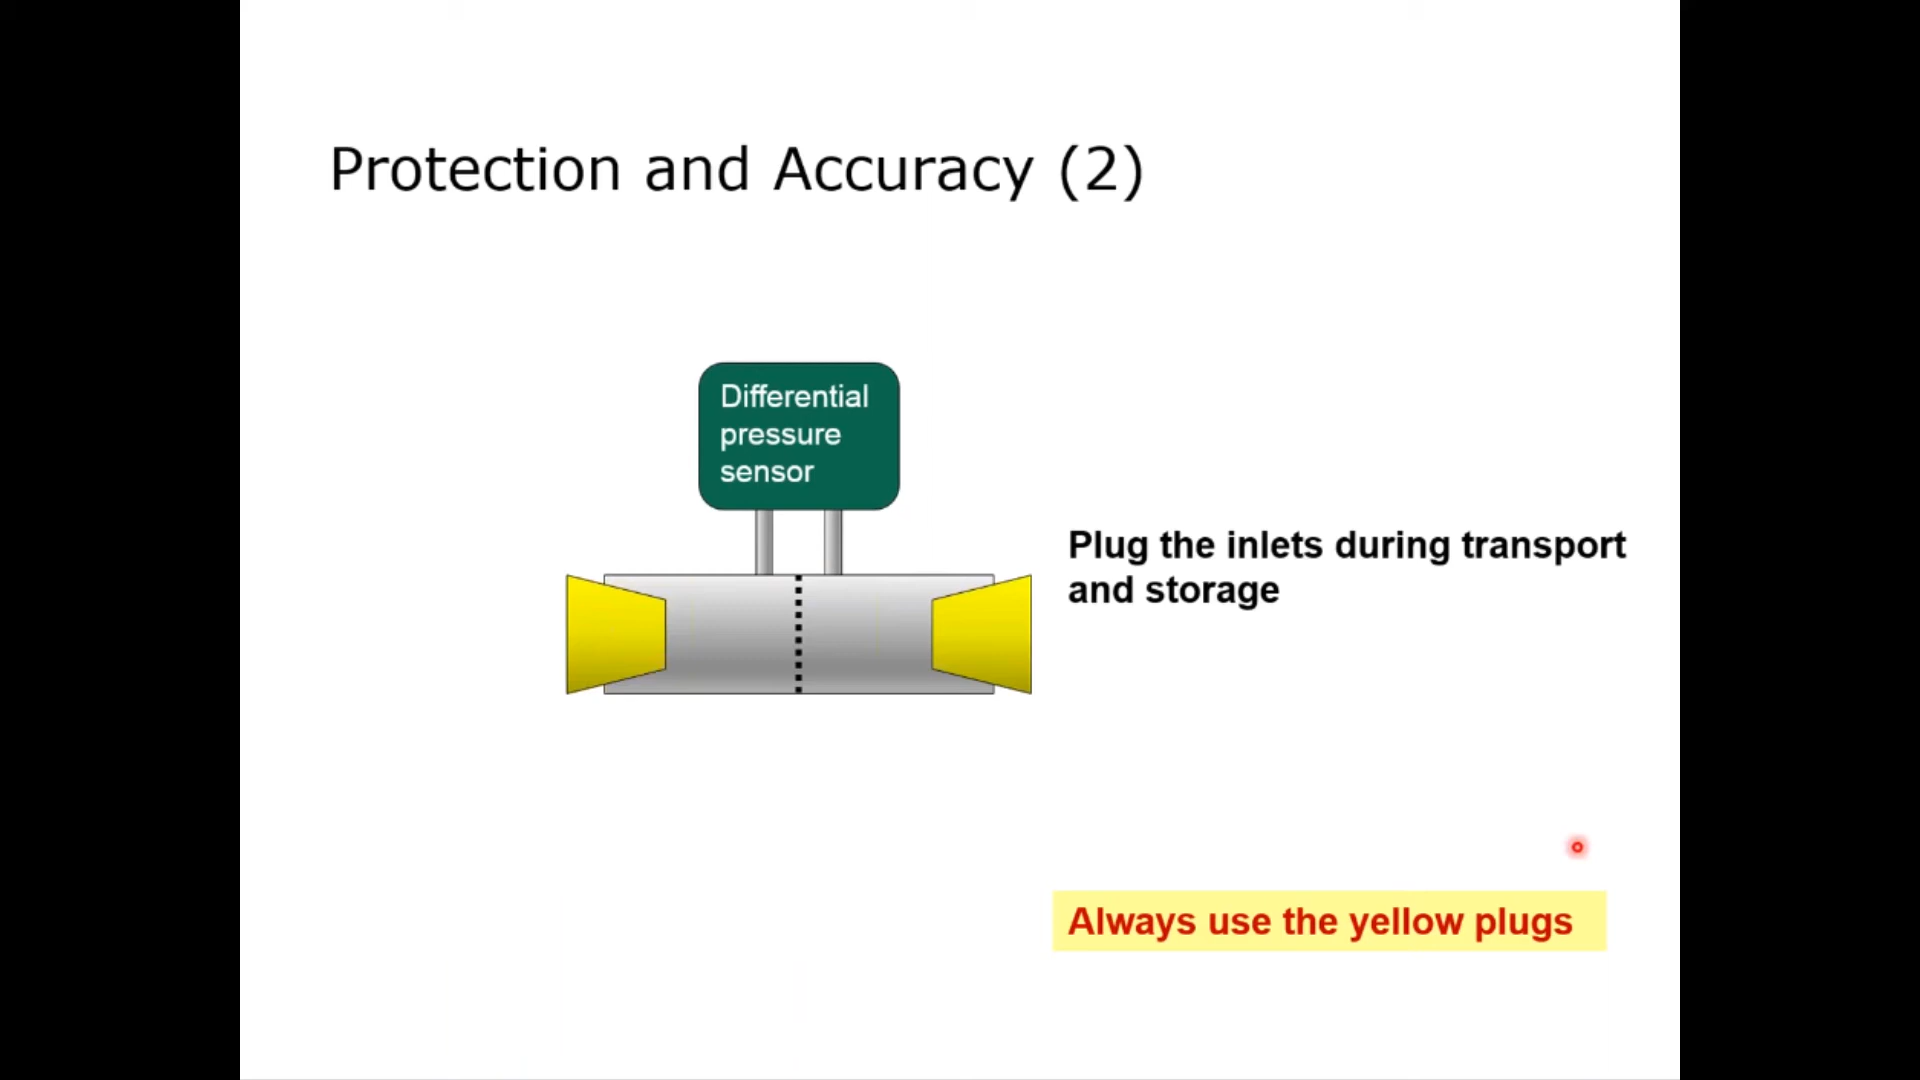 Protection and Accuracy (2)
Differential
pressure
sensor
Plug the inlets during transport
and storage
Always use the yellow plugs